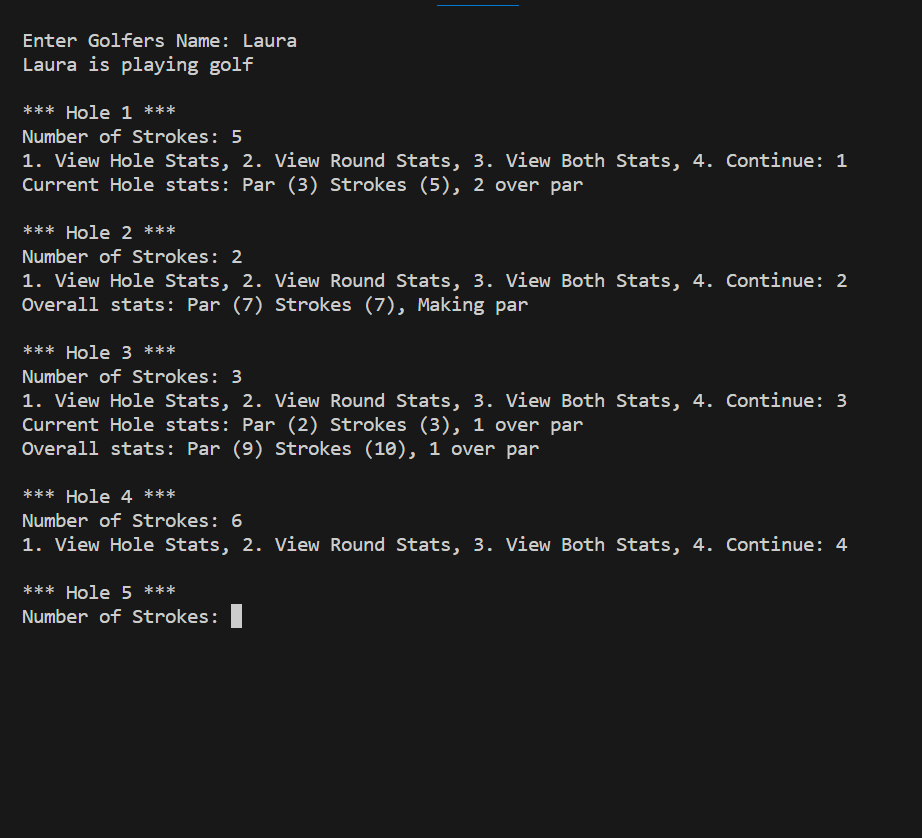 Enter Golfers Name: Laura
Laura is playing golf
*** Hole 1 ***
Number of Strokes: 5
1. View Hole Stats, 2. View Round Stats, 3. View Both Stats, 4. Continue: 1
Current Hole stats: Par (3) Strokes (5), 2 over par
*** Hole 2 ***
Number of Strokes: 2
1. View Hole Stats, 2. View Round Stats, 3. View Both Stats, 4. Continue: 2
Overall stats: Par (7) Strokes (7), Making par
*** Hole 3 ***
Number of Strokes: 3
1. View Hole Stats, 2. View Round Stats, 3. View Both Stats, 4. Continue: 3
Current Hole stats: Par (2) Strokes (3), 1 over par
Overall stats: Par (9) Strokes (10), 1 over par
*** Hole 4 ***
Number of Strokes: 6
1. View Hole Stats, 2. View Round Stats, 3. View Both Stats, 4. Continue: 4
*** Hole 5 ***
Number of Strokes: